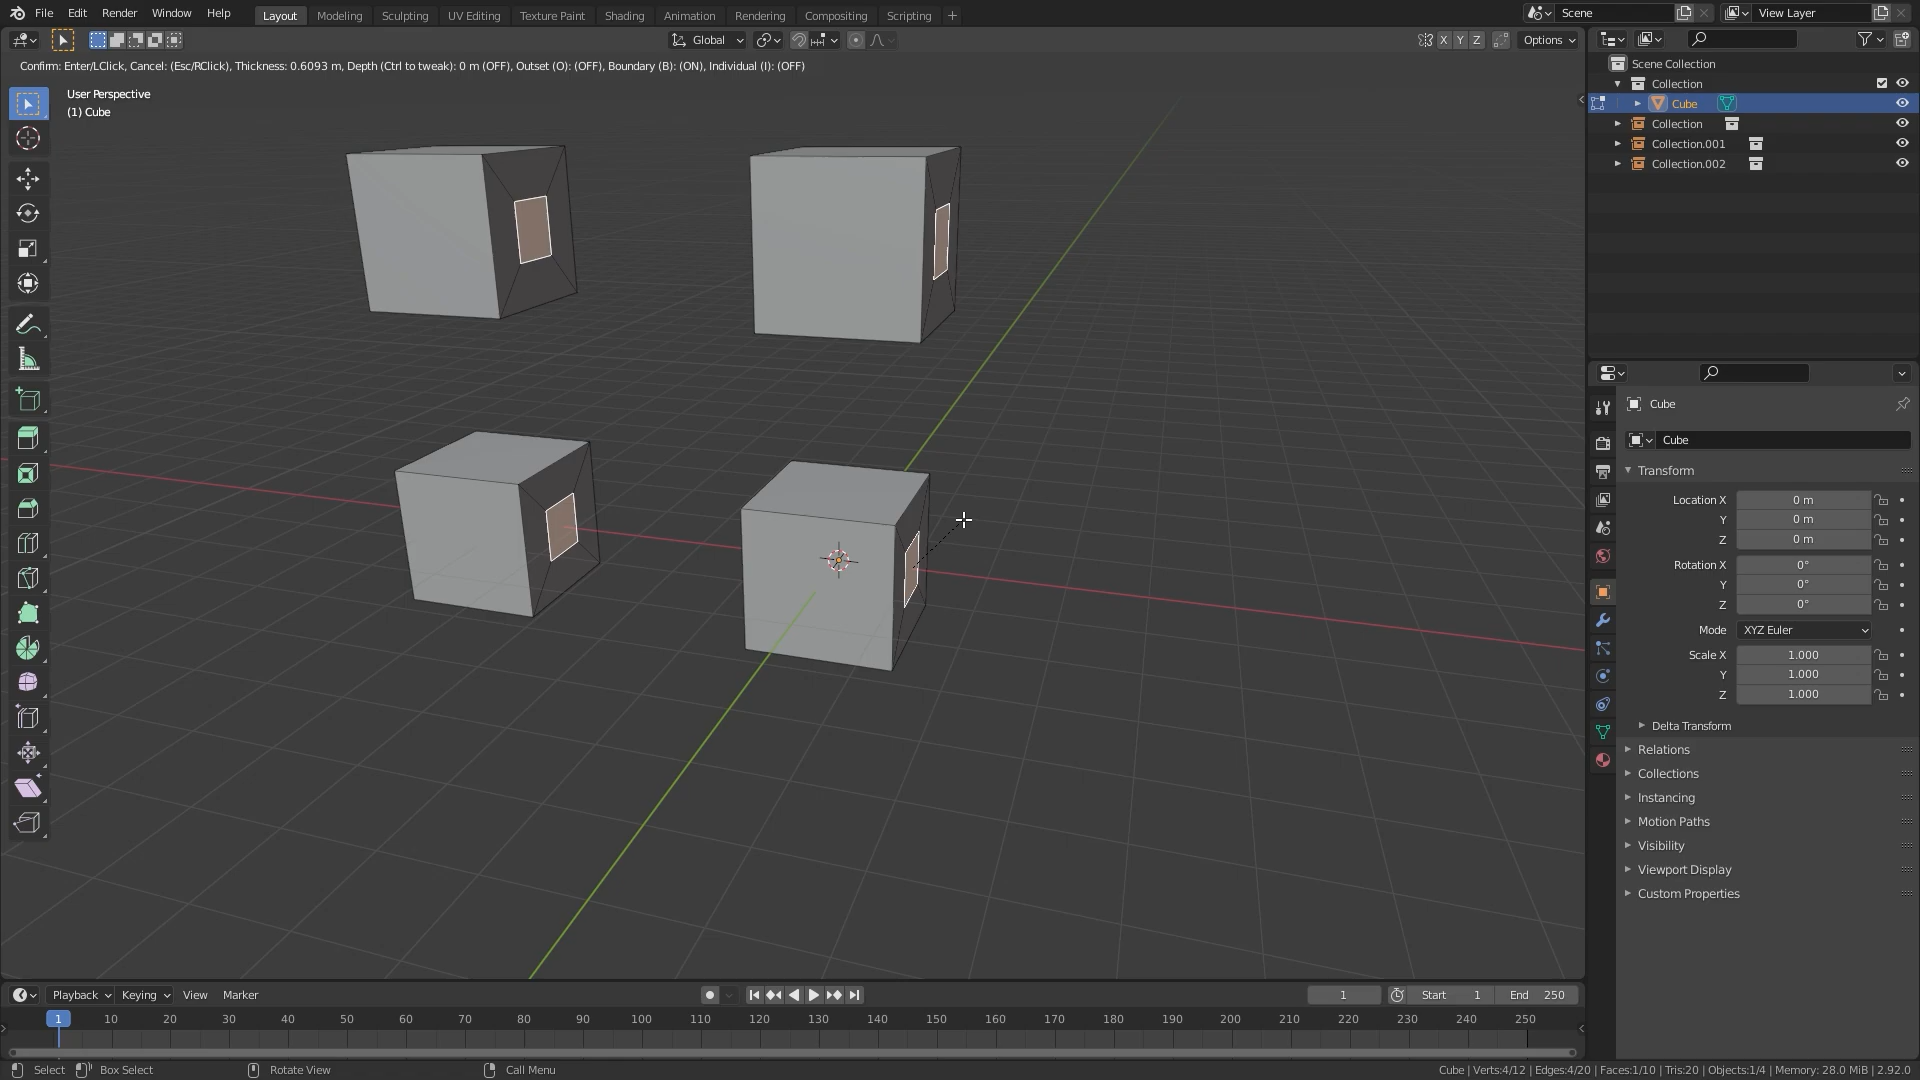 File Edit Render Window Help Layout Modeling Sculpting UV Editing Texture Paint Shading Animation Rendering Compositing Scripting + Scene View Layer
Global X Y Z Options
Confirm: Enter/LClick, Cancel: (Esc/RClick), Thickness: 0.6093 m, Depth (Ctrl to tweak): 0 m (OFF), Outset (O): (OFF), Boundary (B): (ON), Individual (I): (OFF)
User Perspective
(1) Cube
Scene Collection
Collection
Cube
Collection
Collection.001
Collection.002
Cube
Cube
Transform
Location X 0 m
Y 0 m
Z 0 m
Rotation X 0°
Y 0°
Z 0°
Mode XYZ Euler
Scale X 1.000
Y 1.000
Z 1.000
Delta Transform
Relations
Collections
Instancing
Motion Paths
Visibility
Viewport Display
Custom Properties
Playback Keying View Marker 1 Start 1 End 250
1 10 20 30 40 50 60 70 80 90 100 110 120 130 140 150 160 170 180 190 200 210 220 230 240 250
Select Box Select Rotate View Call Menu Cube | Verts:4/12 | Edges:4/20 | Faces:1/10 | Tris:20 | Objects:1/4 | Memory: 28.0 MiB | 2.92.0